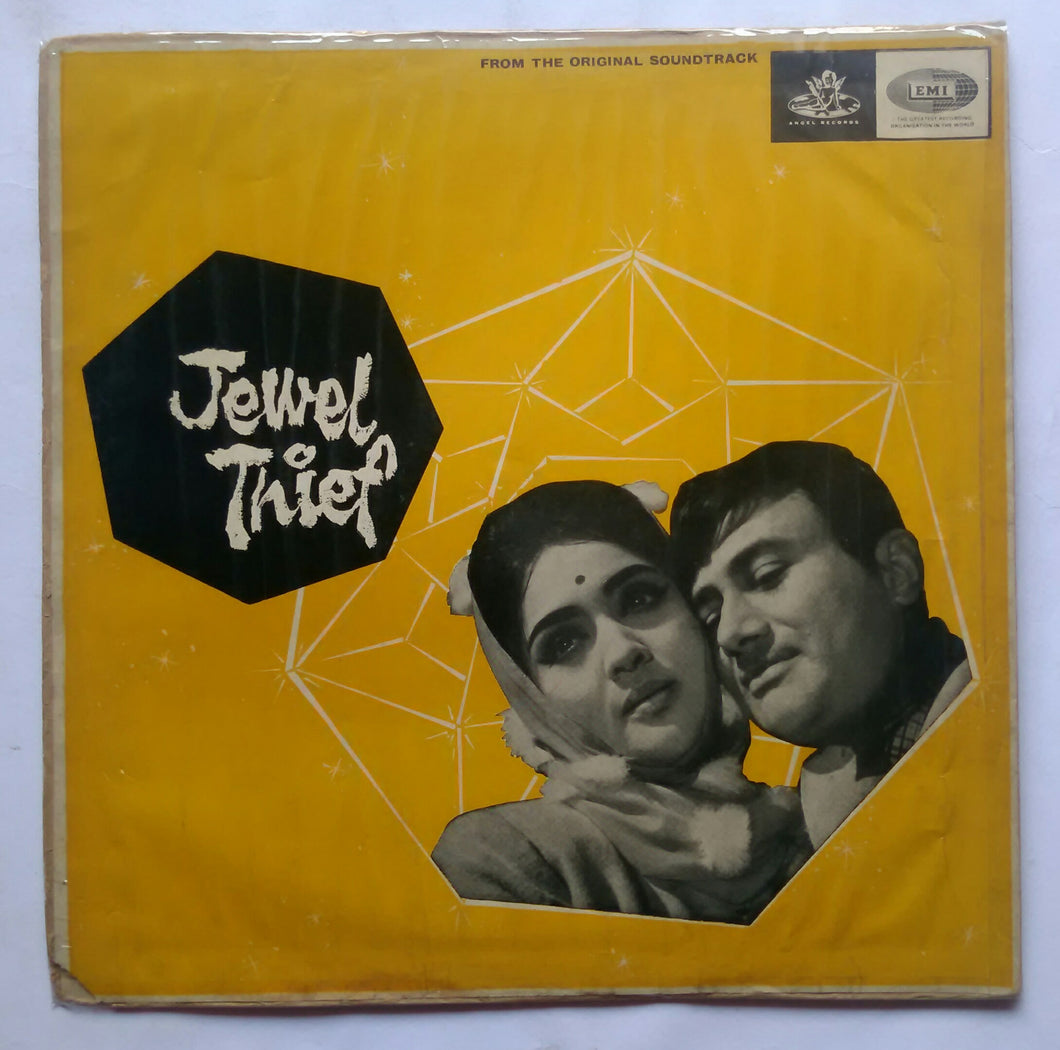 FROM THE ORIGINAL SOUNDTRACK
ANGEL RECORDS
EMI
THE GREATEST RECORDING
ORGANISATION IN THE WORLD
Jewel
Thief